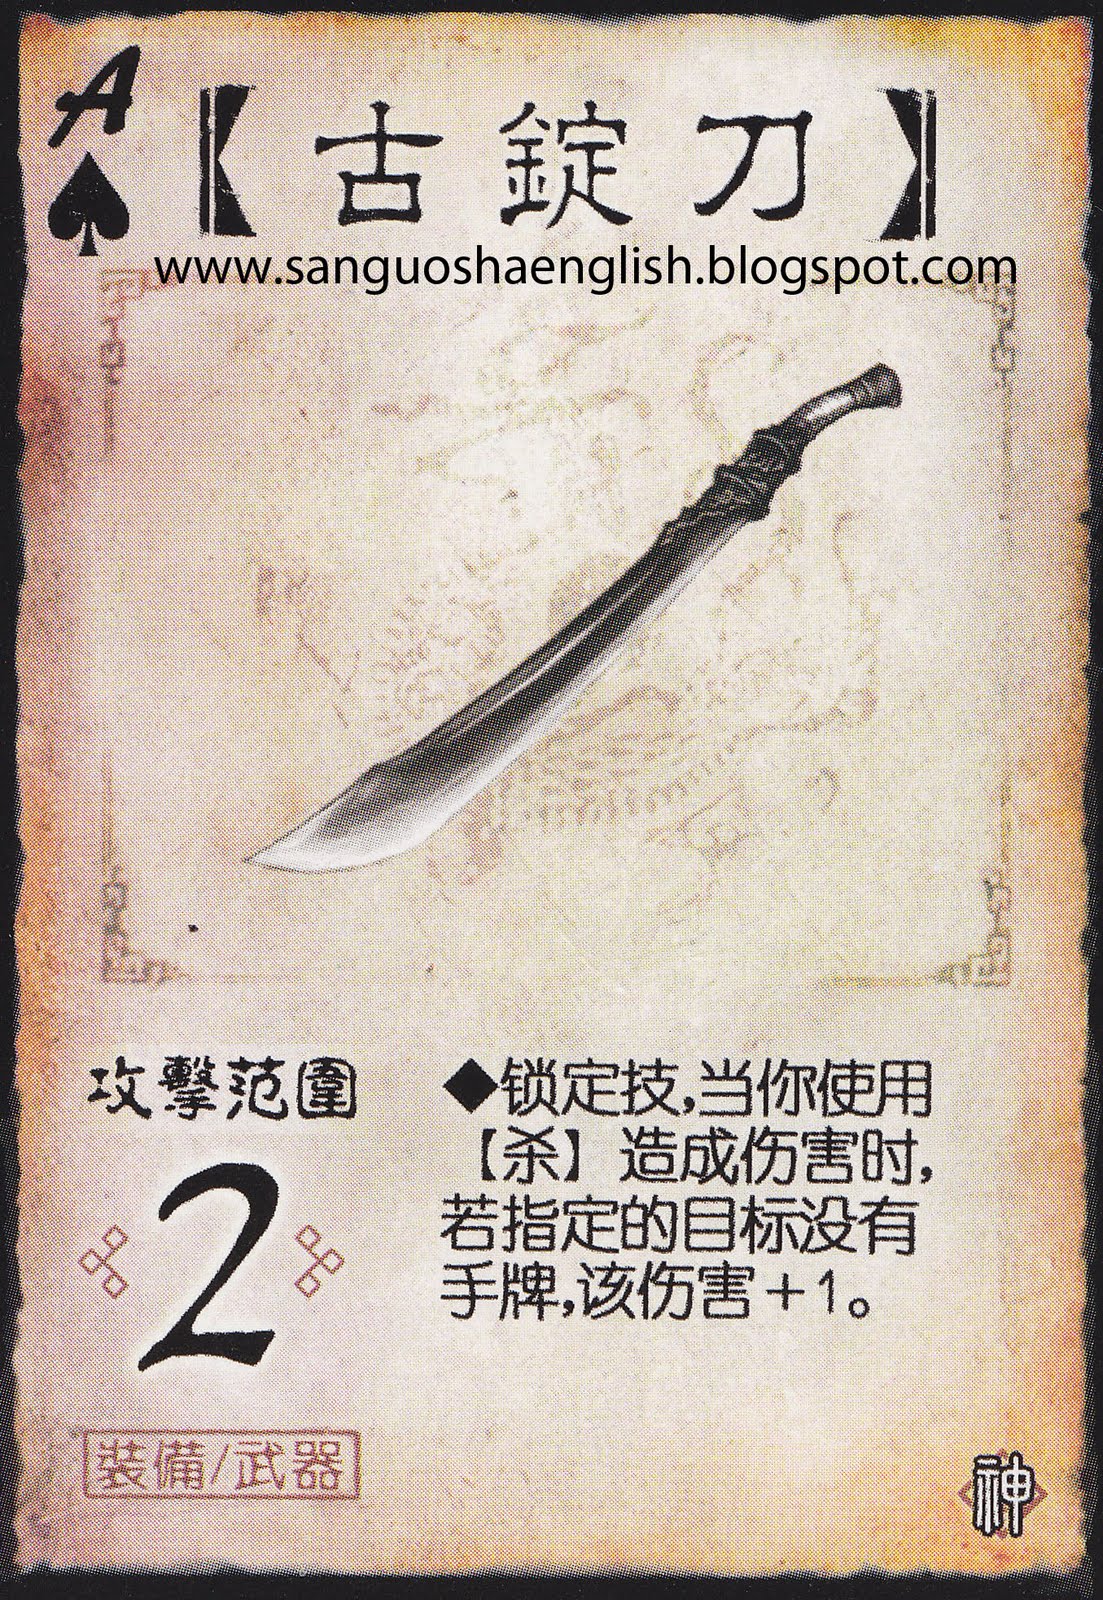 A
【古錠刀】
www.sanguoshaenglish.blogspot.com
攻擊范圍
2
◆锁定技,当你使用
【杀】造成伤害时,
若指定的目标没有
手牌,该伤害+1。
裝備/武器
神